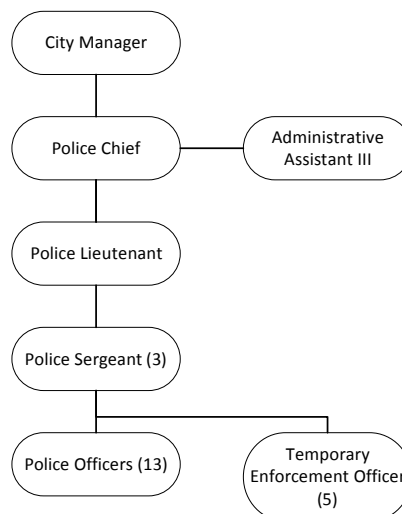 City Manager
Police Chief
Administrative
Assistant III
Police Lieutenant
Police Sergeant (3)
Police Officers (13)
Temporary
Enforcement Officer
(5)